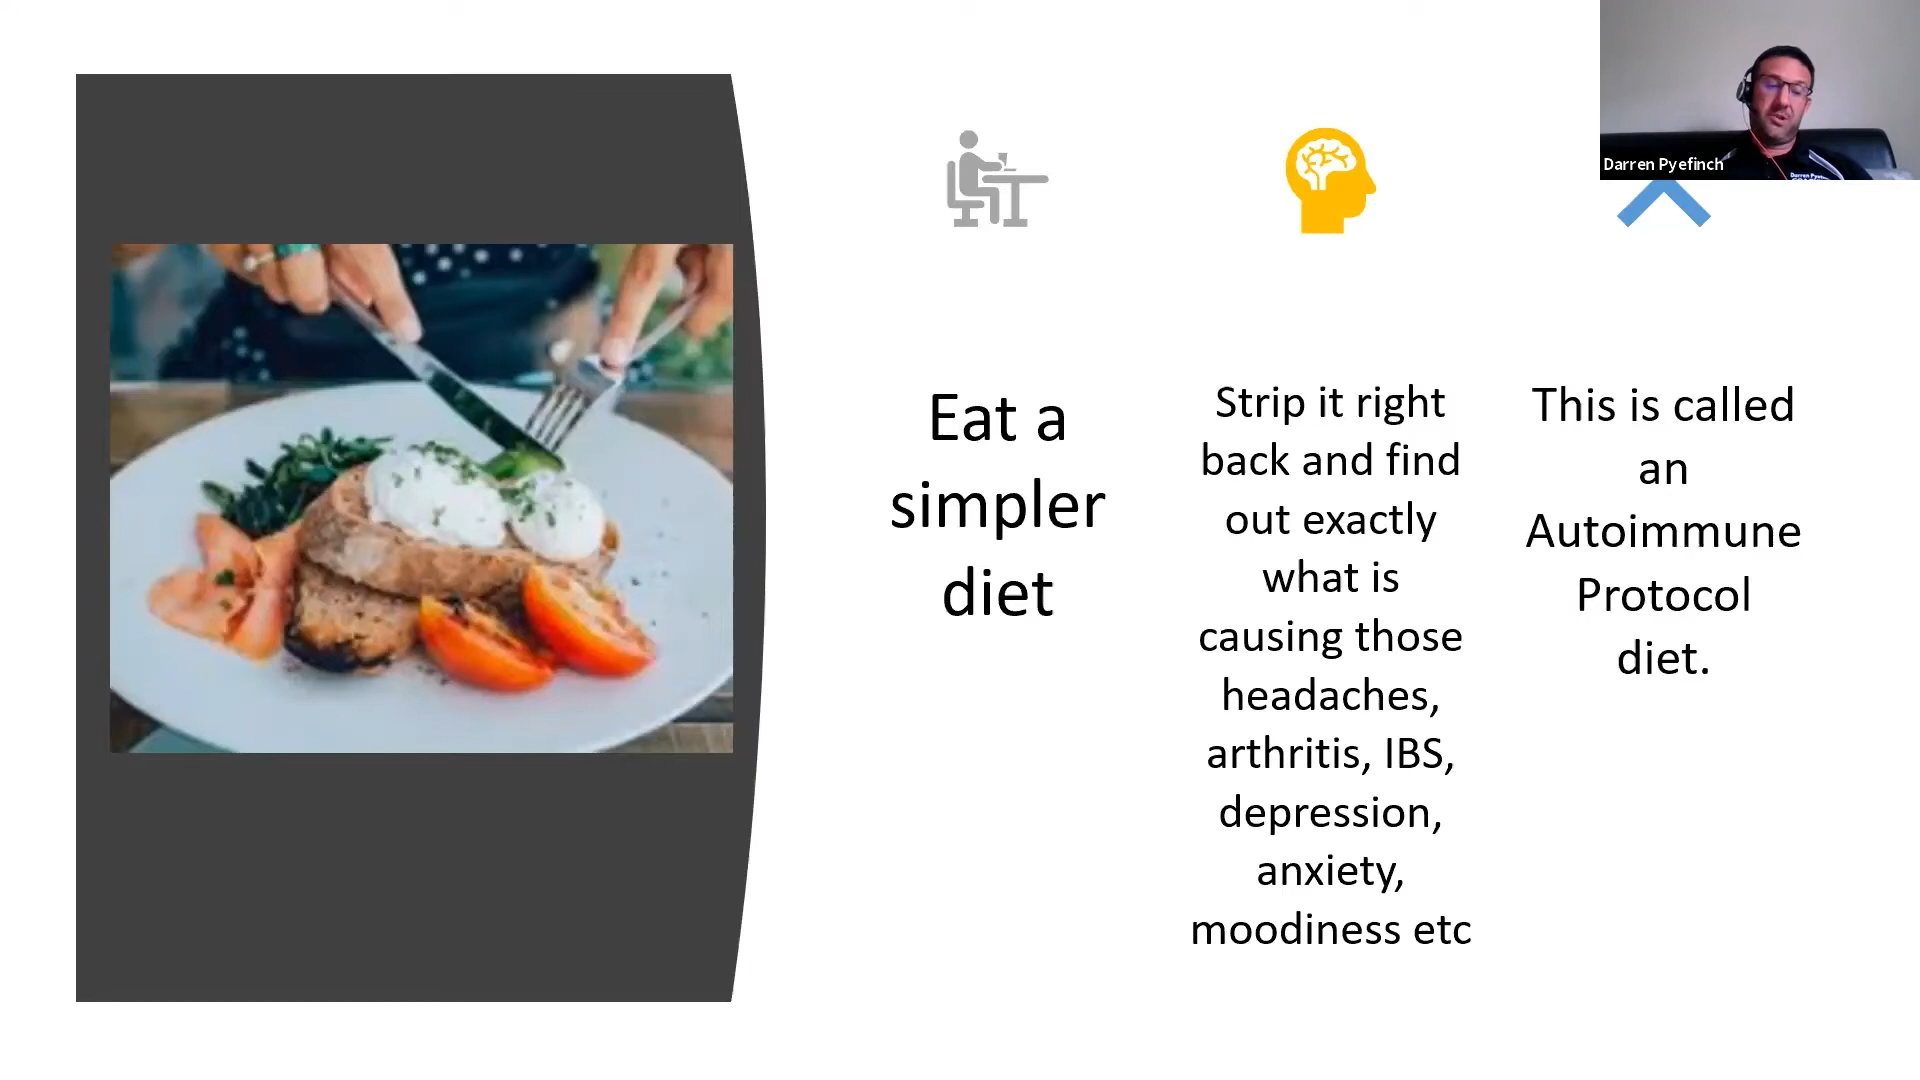 Darren Pyefinch
Eat a
simpler
diet
Strip it right
back and find
out exactly
what is
causing those
headaches,
arthritis, IBS,
depression,
anxiety,
moodiness etc
This is called
an
Autoimmune
Protocol
diet.